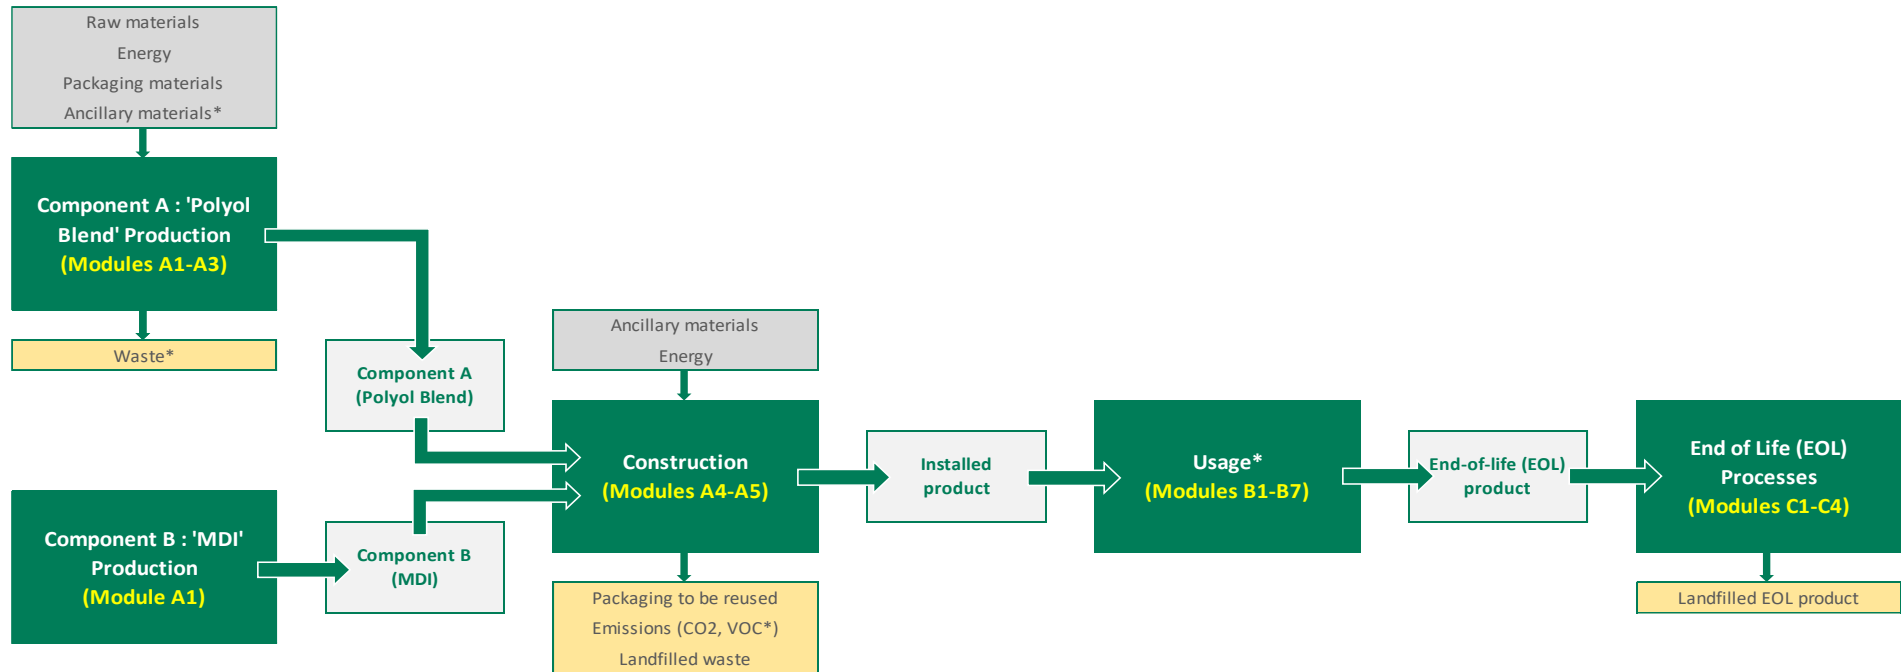 Raw materials
Energy
Packaging materials
Ancillary materials*
Component A : 'Polyol
Blend' Production
(Modules A1-A3)
Waste*
Component A
(Polyol Blend)
Component B : 'MDI'
Production
(Module A1)
Component B
(MDI)
Ancillary materials
Energy
Construction
(Modules A4-A5)
Packaging to be reused
Emissions (CO2, VOC*)
Landfilled waste
Installed
product
Usage*
(Modules B1-B7)
End-of-life (EOL)
product
End of Life (EOL)
Processes
(Modules C1-C4)
Landfilled EOL product